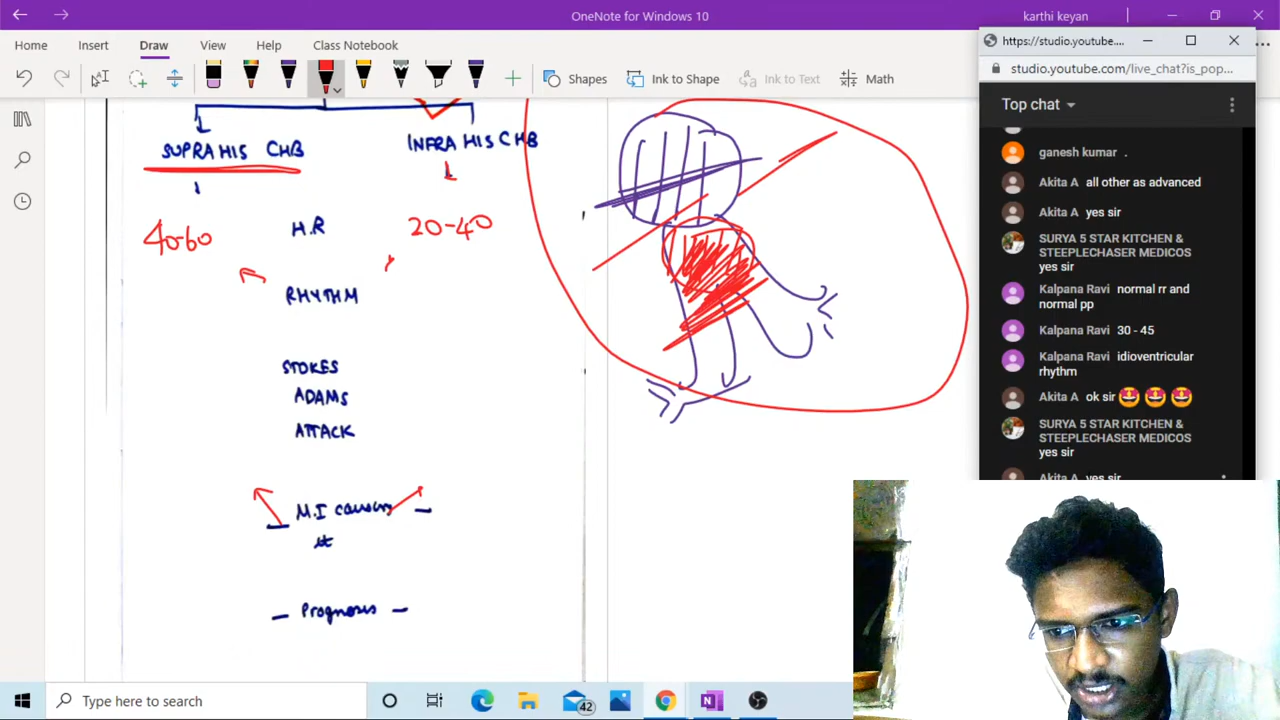 OneNote for Windows 10
karthi keyan
Home Insert Draw View Help Class Notebook
Shapes Ink to Shape Ink to Text Math
https://studio.youtube....
studio.youtube.com/live_chat?is_pop...
Top chat
ganesh kumar .
Akita A all other as advanced
Akita A yes sir
SURYA 5 STAR KITCHEN &
STEEPLECHASER MEDICOS
yes sir
Kalpana Ravi normal rr and
normal pp
Kalpana Ravi 30 - 45
Kalpana Ravi idioventricular
rhythm
Akita A ok sir 🤩 🤩 🤩
SURYA 5 STAR KITCHEN &
STEEPLECHASER MEDICOS
yes sir
Akita A yes sir
SUPRA HIS CHB INFRA HIS CHB
40-60 H.R 20-40
RHYTHM
STOKES
ADAMS
ATTACK
- M.I causing -
it
- Prognosis -
Type here to search
42